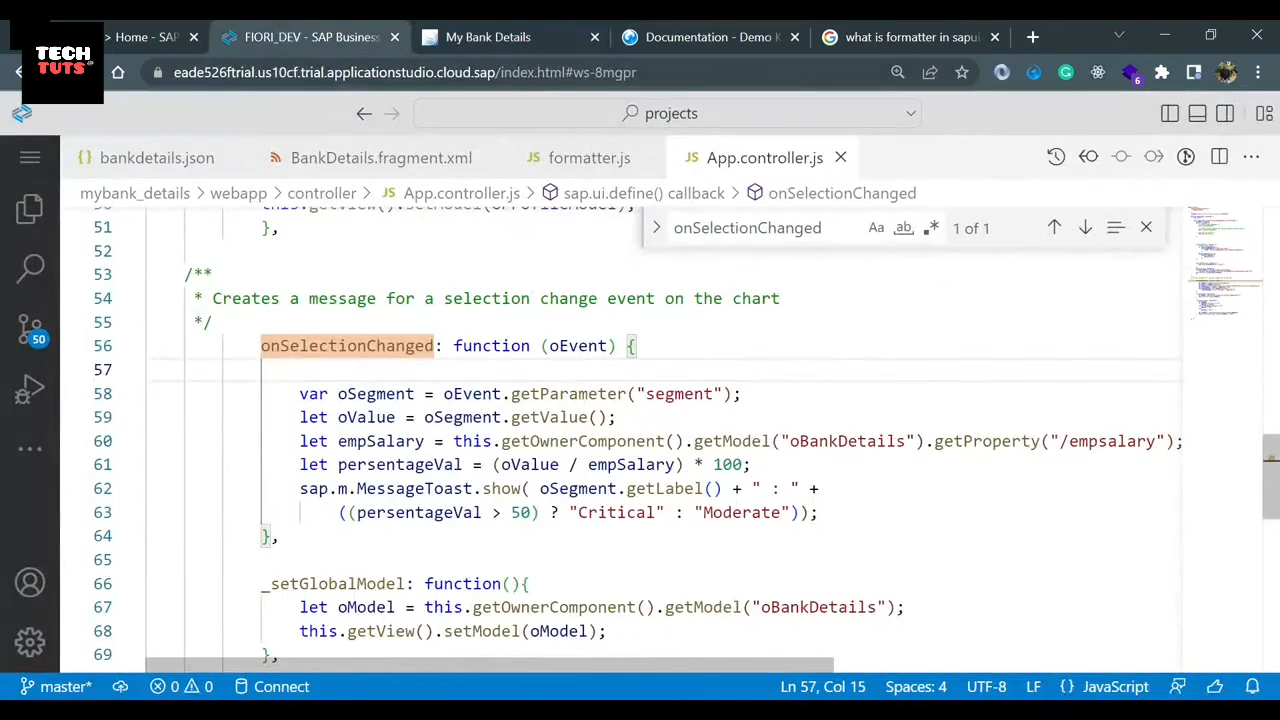 TECH
TUTS
> Home - SAP
FIORI_DEV - SAP Business
My Bank Details
Documentation - Demo K
what is formatter in sapui
eade526ftrial.us10cf.trial.applicationstudio.cloud.sap/index.html#ws-8mgpr
6
projects
bankdetails.json
BankDetails.fragment.xml
JS formatter.js
JS App.controller.js
mybank_details > webapp > controller > JS App.controller.js > sap.ui.define() callback > onSelectionChanged
onSelectionChanged
Aa
ab
1 of 1
51 },
52
53 /**
54 * Creates a message for a selection change event on the chart
55 */
56 onSelectionChanged: function (oEvent) {
57
58 var oSegment = oEvent.getParameter("segment");
59 let oValue = oSegment.getValue();
60 let empSalary = this.getOwnerComponent().getModel("oBankDetails").getProperty("/empsalary");
61 let persentageVal = (oValue / empSalary) * 100;
62 sap.m.MessageToast.show( oSegment.getLabel() + " : " +
63 ((persentageVal > 50) ? "Critical" : "Moderate"));
64 },
65
66 _setGlobalModel: function(){
67 let oModel = this.getOwnerComponent().getModel("oBankDetails");
68 this.getView().setModel(oModel);
69 },
50
master*
0
0
Connect
Ln 57, Col 15
Spaces: 4
UTF-8
LF
{} JavaScript